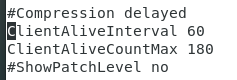 #Compression delayed
ClientAliveInterval 60
ClientAliveCountMax 180
#ShowPatchLevel no